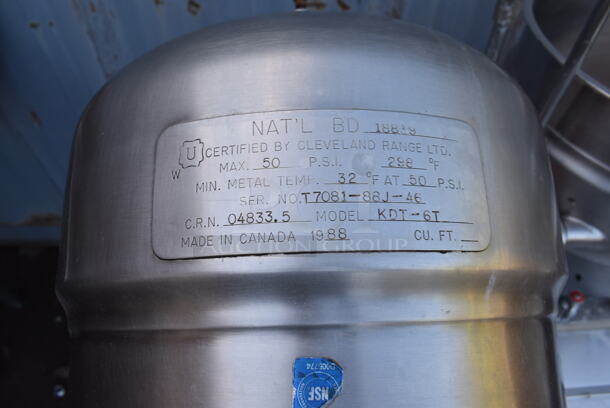 NAT'L BD
U CERTIFIED BY CLEVELAND RANGE LTD.
W
MAX. 50 P.S.I. 298 °F
MIN. METAL TEMP. 32 °F AT 50 P.S.I.
SER. NO. T7081-88J-46
C.R.N. 04833.5 MODEL KDT-6T
MADE IN CANADA 1988 CU. FT.
NSF